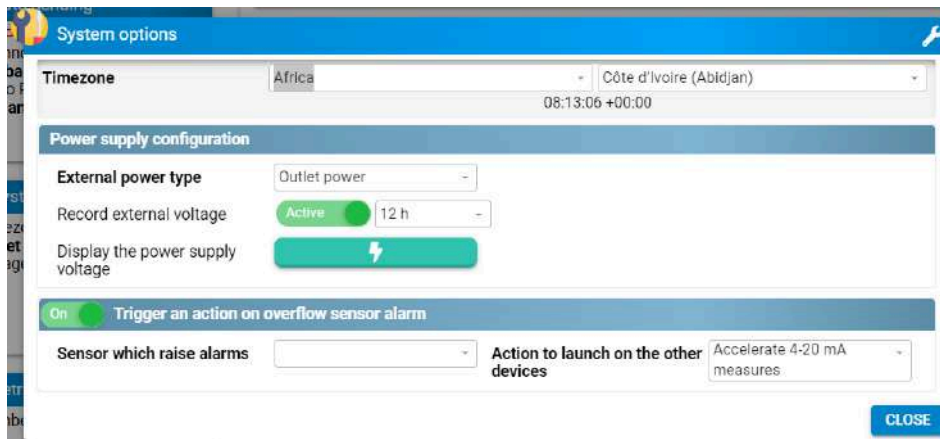 System options
Timezone
Africa
Côte d'Ivoire (Abidjan)
08:13:06 +00:00
Power supply configuration
External power type
Outlet power
Record external voltage
Active
12 h
Display the power supply
voltage
On
Trigger an action on overflow sensor alarm
Sensor which raise alarms
Action to launch on the other
devices
Accelerate 4-20 mA
measures
CLOSE